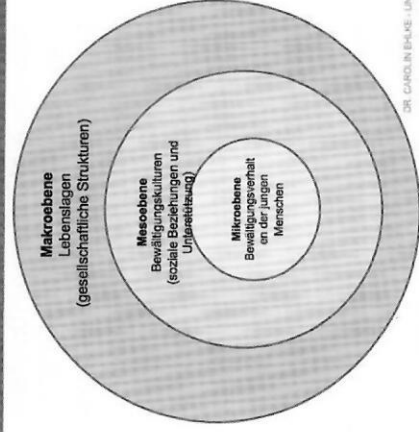 Makroebene
Lebenslagen
(gesellschaftliche Strukturen)
Mesoebene
Bewältigungskulturen
(soziale Beziehungen und
Unterstützung)
Mikroebene
Bewältigungsverhalt
en der jungen
Menschen
DR. CAROLIN EHLKE - UN